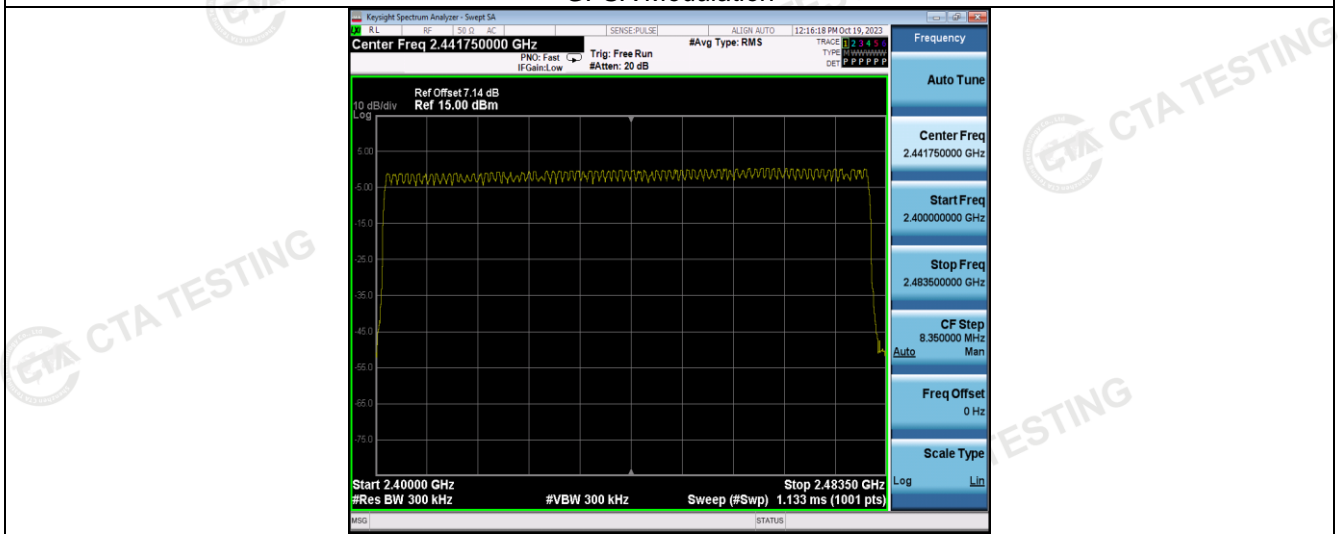 GFSK Modulation
Keysight Spectrum Analyzer - Swept SA
RL RF 50 Ω AC SENSE:PULSE ALIGN AUTO 12:16:18 PM Oct 19, 2023
Center Freq 2.441750000 GHz
PNO: Fast
IFGain:Low
Trig: Free Run
#Atten: 20 dB
#Avg Type: RMS
TRACE 1 2 3 4 5 6
TYPE M WWWWW
DET P P P P P P
Ref Offset 7.14 dB
10 dB/div Ref 15.00 dBm
Log
5.00
-5.00
-15.0
-25.0
-35.0
-45.0
-55.0
-65.0
-75.0
Start 2.40000 GHz Stop 2.48350 GHz
#Res BW 300 kHz #VBW 300 kHz Sweep (#Swp) 1.133 ms (1001 pts)
MSG STATUS
Frequency
Auto Tune
Center Freq
2.441750000 GHz
Start Freq
2.400000000 GHz
Stop Freq
2.483500000 GHz
CF Step
8.350000 MHz
Auto Man
Freq Offset
0 Hz
Scale Type
Log Lin
CTA TESTING
CTA TESTING
TESTING